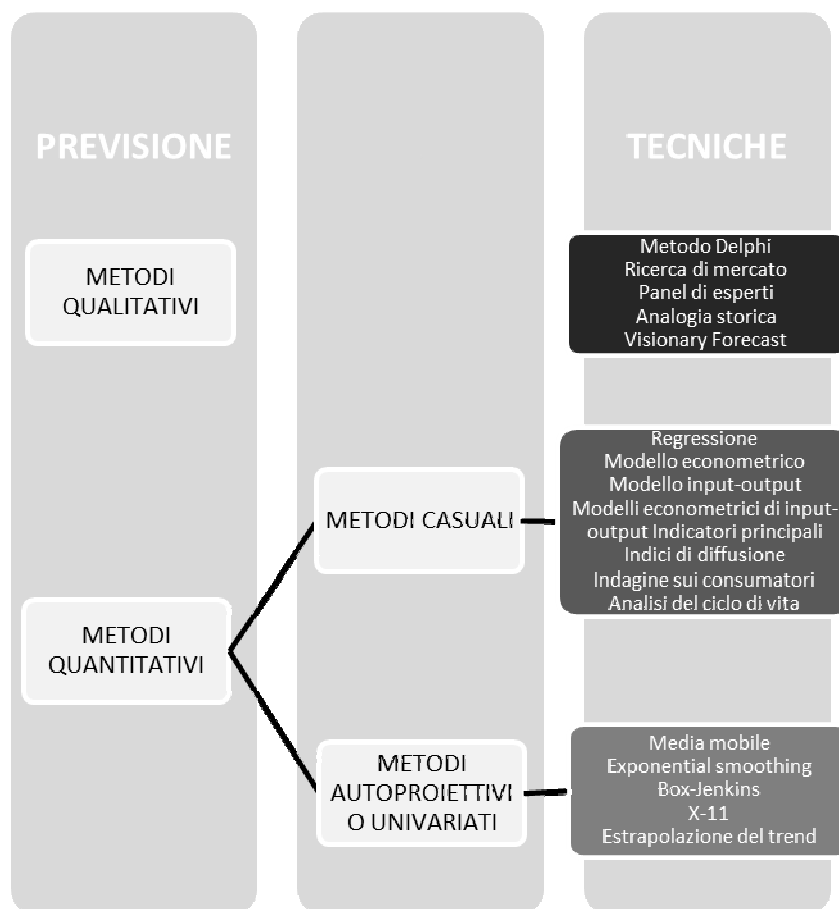 PREVISIONE
TECNICHE
METODI
QUALITATIVI
Metodo Delphi
Ricerca di mercato
Panel di esperti
Analogia storica
Visionary Forecast
METODI
QUANTITATIVI
METODI CASUALI
Regressione
Modello econometrico
Modello input-output
Modelli econometrici di input-
output Indicatori principali
Indici di diffusione
Indagine sui consumatori
Analisi del ciclo di vita
METODI
AUTOPROIETTIVI
O UNIVARIATI
Media mobile
Exponential smoothing
Box-Jenkins
X-11
Estrapolazione del trend